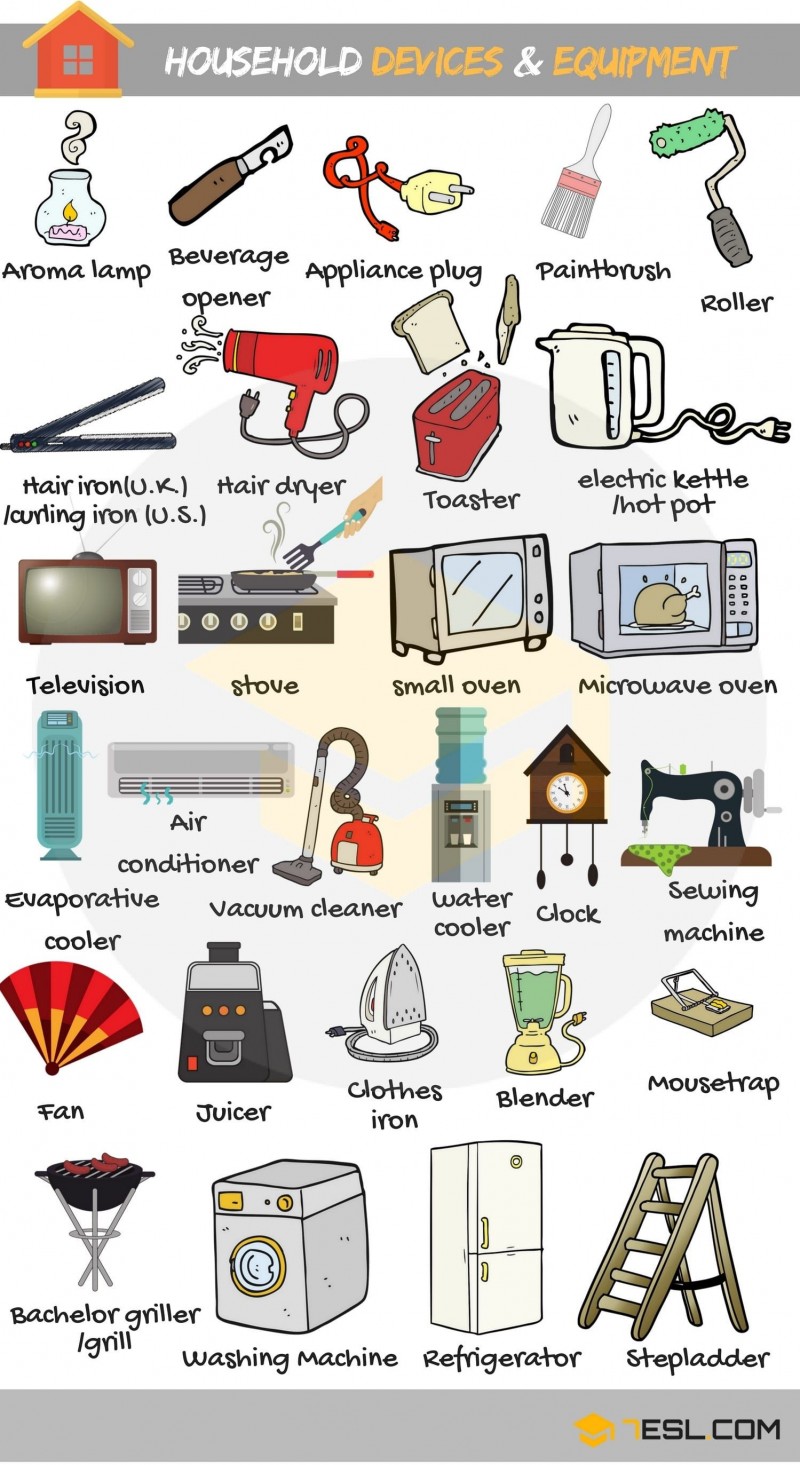 HOUSEHOLD DEVICES & EQUIPMENT
Aroma lamp
Beverage
opener
Appliance plug
Paintbrush
Roller
Hair iron(U.K.)
/curling iron (U.S.)
Hair dryer
Toaster
electric kettle
/hot pot
Television
stove
small oven
Microwave oven
Evaporative
cooler
Air
conditioner
Vacuum cleaner
water
cooler
Clock
Sewing
machine
Fan
Juicer
Clothes
iron
Blender
Mousetrap
Bachelor griller
/grill
Washing Machine
Refrigerator
Stepladder
7ESL.COM